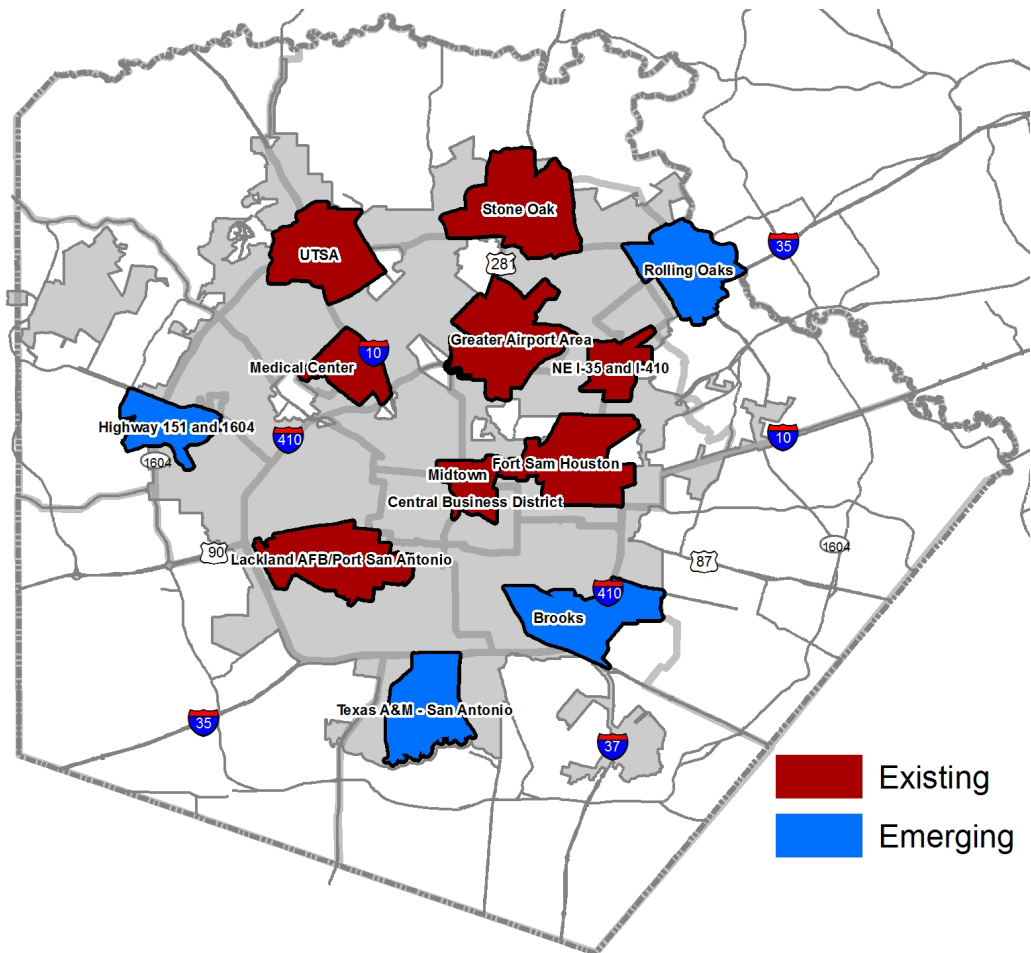 Stone Oak
UTSA
281
35
Rolling Oaks
Greater Airport Area
10
Medical Center
NE I-35 and I-410
Highway 151 and 1604
410
10
1604
Midtown
Fort Sam Houston
Central Business District
90
Lackland AFB/Port San Antonio
1604
87
410
Brooks
Texas A&M - San Antonio
35
37
Existing
Emerging